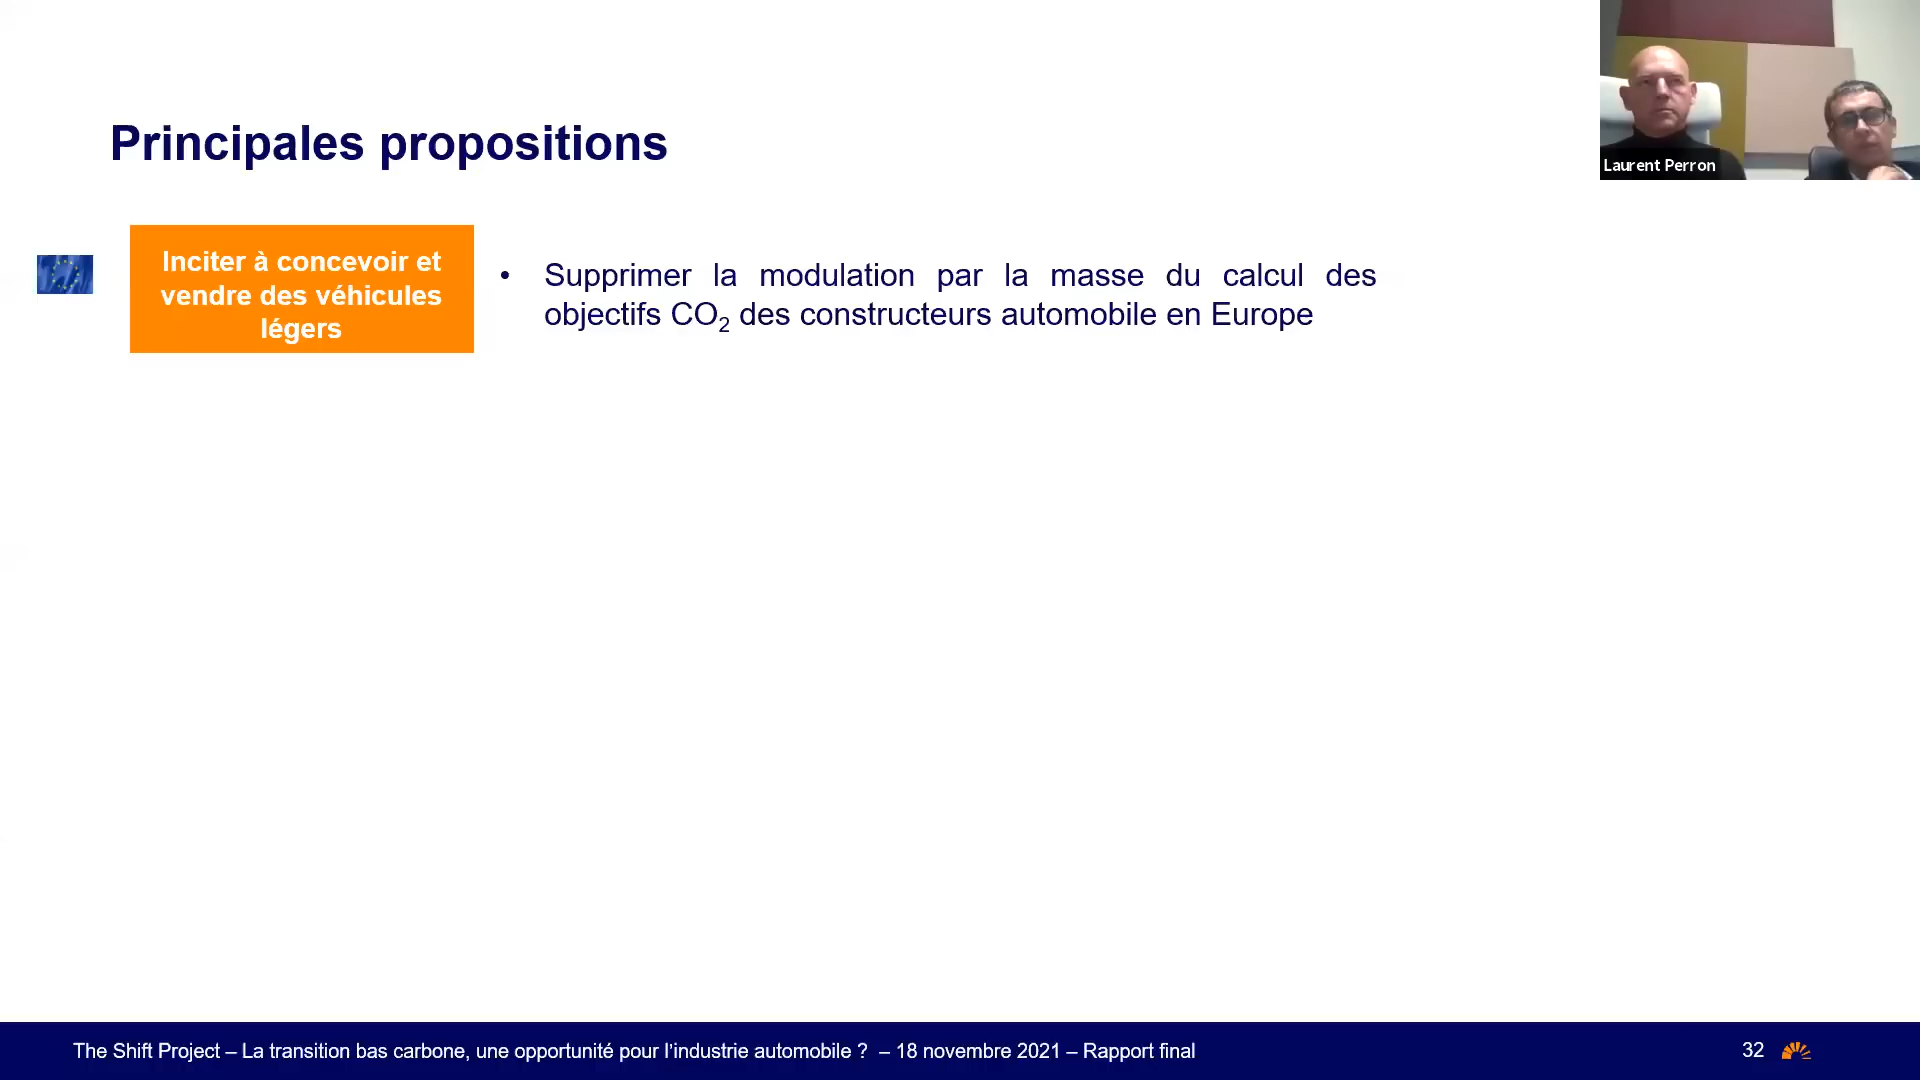 Principales propositions
Laurent Perron
Inciter à concevoir et
vendre des véhicules
légers
• Supprimer la modulation par la masse du calcul des
objectifs CO₂ des constructeurs automobile en Europe
The Shift Project – La transition bas carbone, une opportunité pour l’industrie automobile ? – 18 novembre 2021 – Rapport final
32